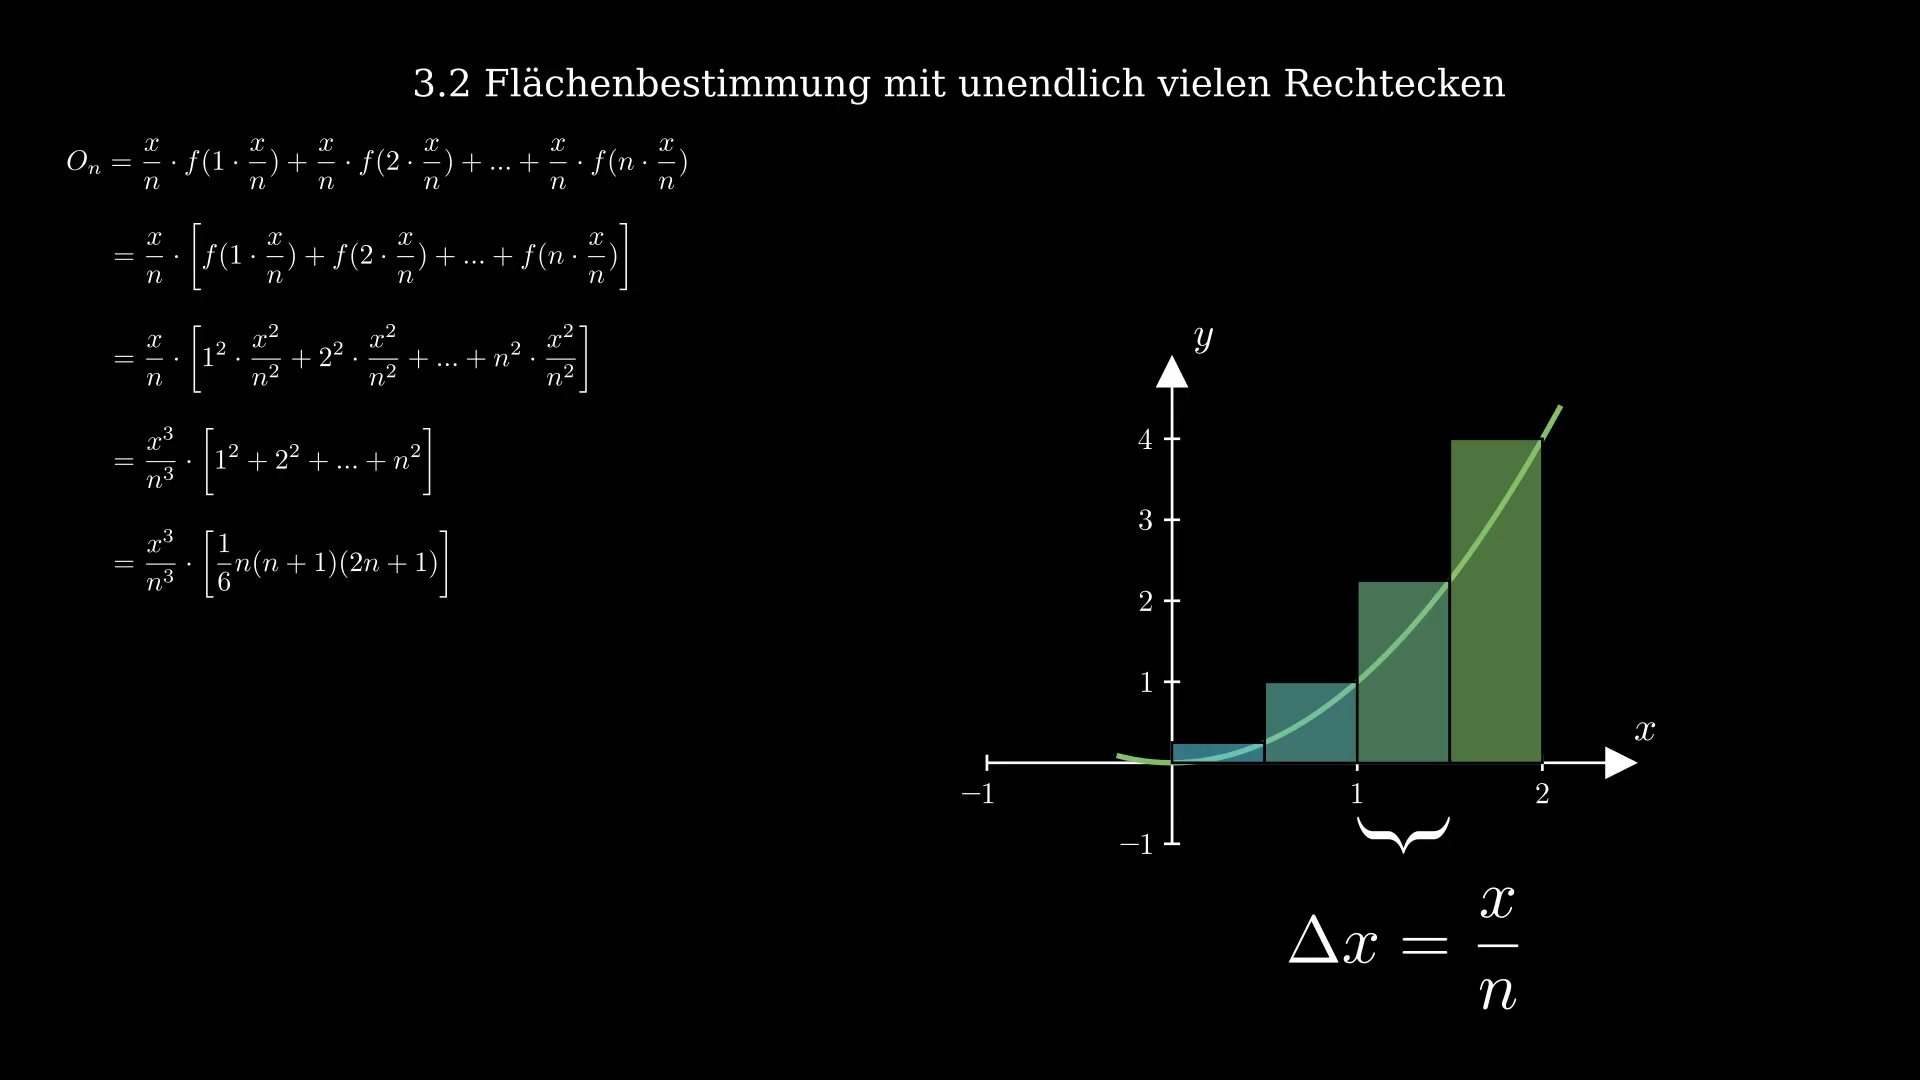 3.2 Flächenbestimmung mit unendlich vielen Rechtecken
$O_n = \frac{x}{n} \cdot f(1 \cdot \frac{x}{n}) + \frac{x}{n} \cdot f(2 \cdot \frac{x}{n}) + ... + \frac{x}{n} \cdot f(n \cdot \frac{x}{n})$
$= \frac{x}{n} \cdot \left[ f(1 \cdot \frac{x}{n}) + f(2 \cdot \frac{x}{n}) + ... + f(n \cdot \frac{x}{n}) \right]$
$= \frac{x}{n} \cdot \left[ 1^2 \cdot \frac{x^2}{n^2} + 2^2 \cdot \frac{x^2}{n^2} + ... + n^2 \cdot \frac{x^2}{n^2} \right]$
$= \frac{x^3}{n^3} \cdot \left[ 1^2 + 2^2 + ... + n^2 \right]$
$= \frac{x^3}{n^3} \cdot \left[ \frac{1}{6} n(n+1)(2n+1) \right]$
y
4
3
2
1
x
−1 1 2
−1
$\Delta x = \frac{x}{n}$